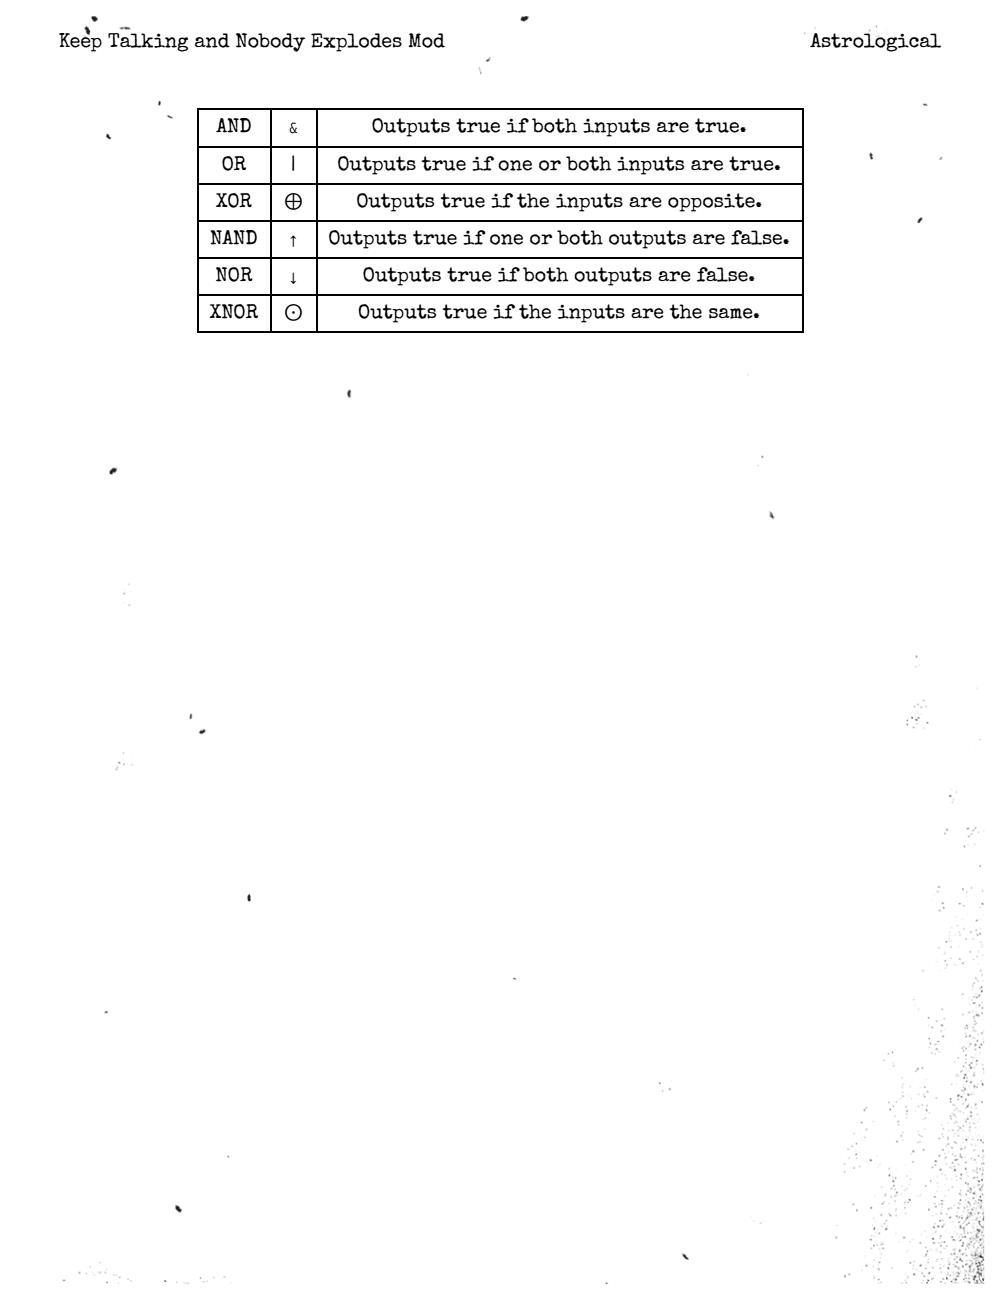 Keep Talking and Nobody Explodes Mod Astrological
AND & Outputs true if both inputs are true.
OR | Outputs true if one or both inputs are true.
XOR ⊕ Outputs true if the inputs are opposite.
NAND ↑ Outputs true if one or both outputs are false.
NOR ↓ Outputs true if both outputs are false.
XNOR ⊙ Outputs true if the inputs are the same.